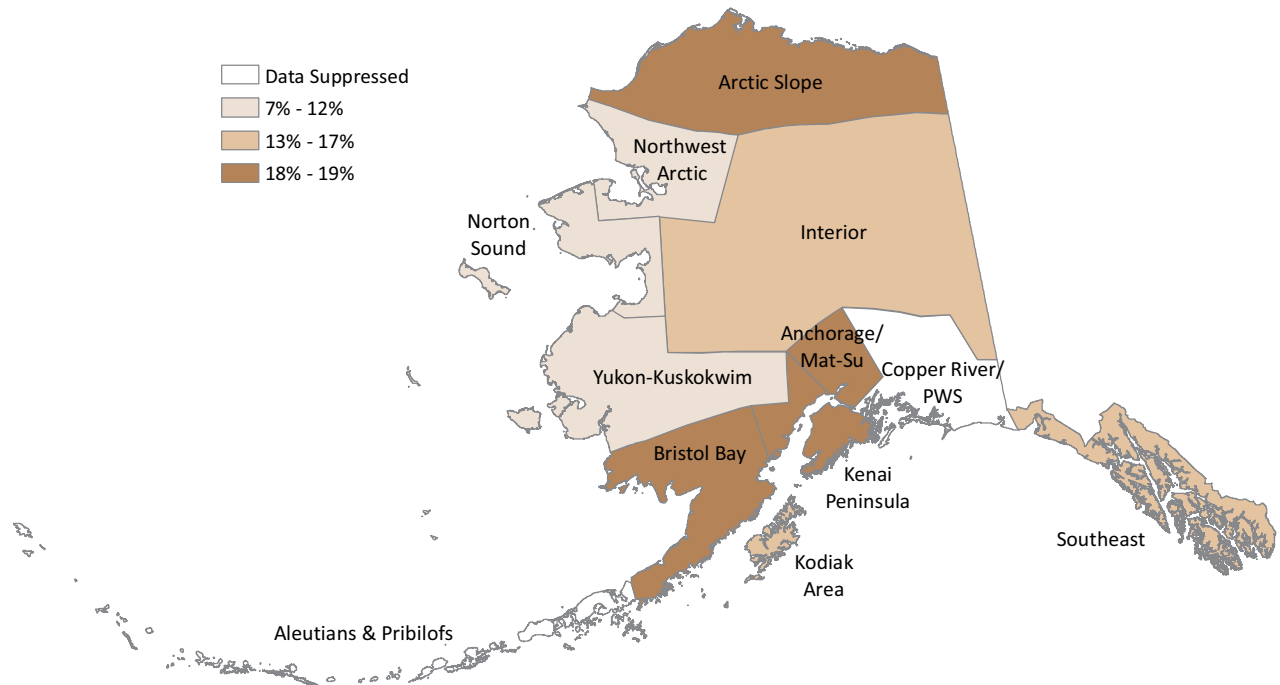 Data Suppressed
7% - 12%
13% - 17%
18% - 19%
Arctic Slope
Northwest
Arctic
Norton
Sound
Interior
Anchorage/
Mat-Su
Copper River/
PWS
Yukon-Kuskokwim
Bristol Bay
Kenai
Peninsula
Kodiak
Area
Southeast
Aleutians & Pribilofs